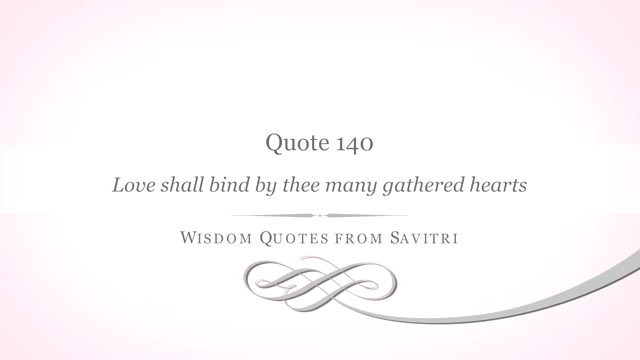 Quote 140
Love shall bind by thee many gathered hearts
Wisdom Quotes from Savitri